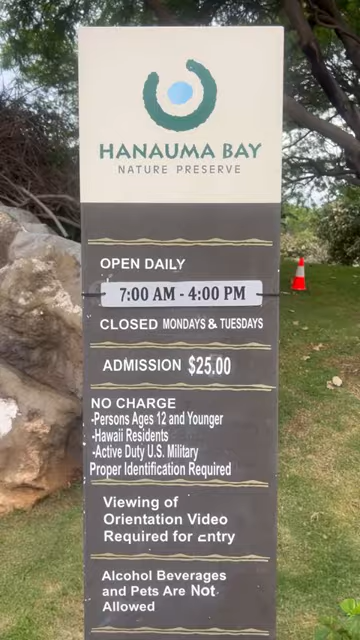 HANAUMA BAY
NATURE PRESERVE
OPEN DAILY
7:00 AM - 4:00 PM
CLOSED MONDAYS & TUESDAYS
ADMISSION $25.00
NO CHARGE
-Persons Ages 12 and Younger
-Hawaii Residents
-Active Duty U.S. Military
Proper Identification Required
Viewing of
Orientation Video
Required for Entry
Alcohol Beverages
and Pets Are Not
Allowed